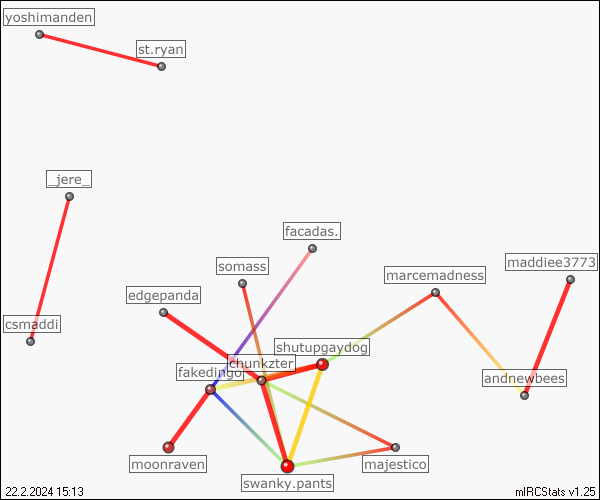 yoshimanden
st.ryan
_jere_
facadas.
somass
marcemadness
maddiee3773
edgepanda
csmaddi
shutupgaydog
chunkzter
fakedingo
andnewbees
moonraven
majestico
swanky.pants
22.2.2024 15:13
mIRCStats v1.25